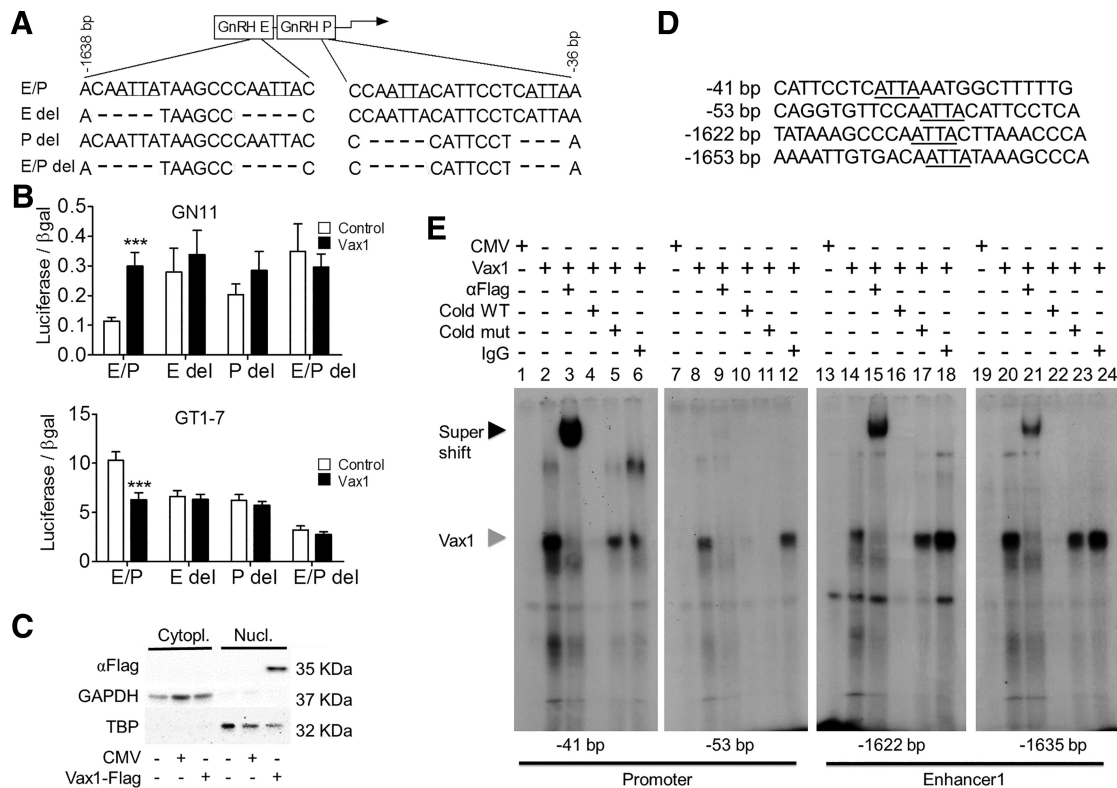 A
-1638 bp
GnRH E
GnRH P
-36 bp
E/P ACAATTATAAGCCCAATTAC CCAATTACATTCCTCATTAA
E del A - - - - - TAAGCC - - - - - C CCAATTACATTCCTCATTAA
P del ACAATTATAAGCCCAATTAC C - - - - - CATTCCT - - - A
E/P del A - - - - - TAAGCC - - - - - C C - - - - - CATTCCT - - - A
B
GN11
Luciferase / βgal
0.5
0.4
0.3
0.2
0.1
0.0
***
Control
Vax1
E/P E del P del E/P del
GT1-7
Luciferase / βgal
15
10
5
0
***
Control
Vax1
E/P E del P del E/P del
C
Cytopl. Nucl.
αFlag 35 KDa
GAPDH 37 KDa
TBP 32 KDa
CMV - + - - + -
Vax1-Flag - - + - - +
D
-41 bp CATTCCTCATTAAATGGCTTTTTG
-53 bp CAGGTGTTCCAATTACATTCCTCA
-1622 bp TATAAAGCCCAATTACTTAAACCCA
-1653 bp AAAATTGTGACAATTATAAAGCCCA
E
CMV + - - - - - + - - - - - + - - - - - + - - - - -
Vax1 - + + + + + - + + + + + - + + + + + - + + + + +
αFlag - - + - - - - - + - - - - - + - - - - - + - - -
Cold WT - - - + - - - - - + - - - - - + - - - - - + - -
Cold mut - - - - + - - - - - + - - - - - + - - - - - + -
IgG - - - - - + - - - - - + - - - - - + - - - - - +
1 2 3 4 5 6 7 8 9 10 11 12 13 14 15 16 17 18 19 20 21 22 23 24
Super
shift
Vax1
-41 bp -53 bp -1622 bp -1635 bp
Promoter Enhancer1